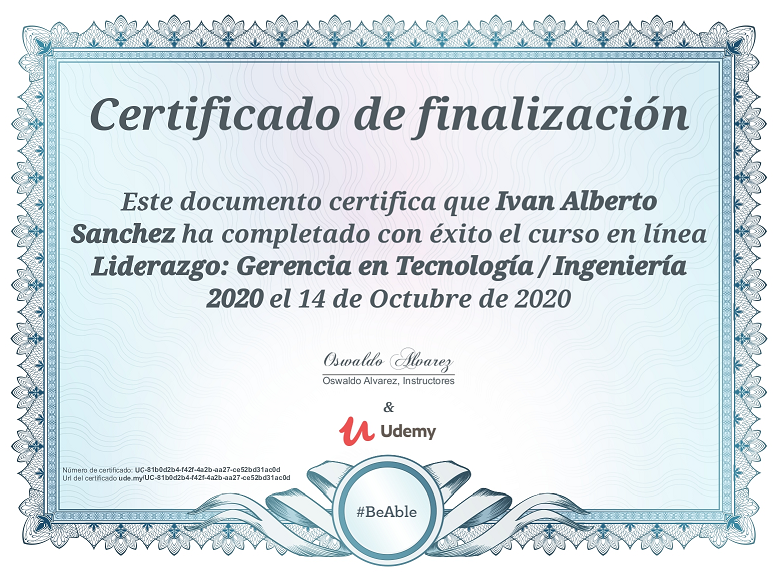 Certificado de finalización
Este documento certifica que Ivan Alberto
Sanchez ha completado con éxito el curso en línea
Liderazgo: Gerencia en Tecnología / Ingeniería
2020 el 14 de Octubre de 2020
Oswaldo Alvarez
Oswaldo Alvarez, Instructores
&
Udemy
Número de certificado: UC-81b0d2b4-f42f-4a2b-aa27-ce52bd31ac0d
Url del certificado ude.my/UC-81b0d2b4-f42f-4a2b-aa27-ce52bd31ac0d
#BeAble